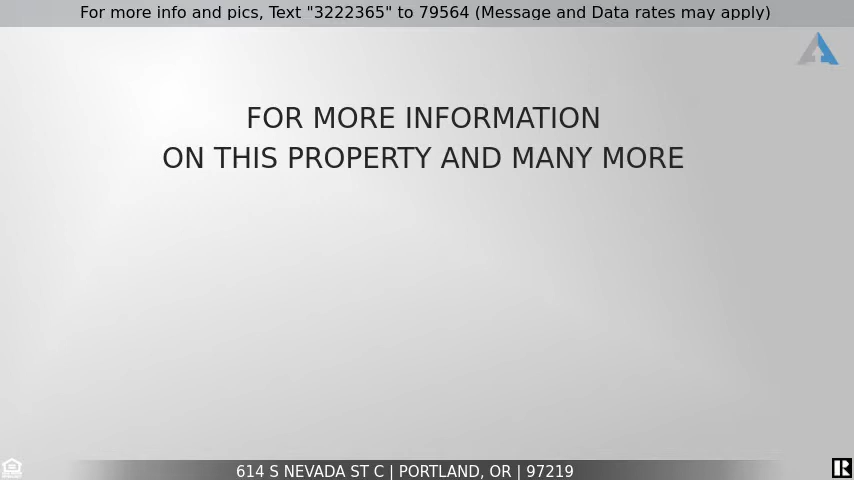 For more info and pics, Text "3222365" to 79564 (Message and Data rates may apply)
FOR MORE INFORMATION
ON THIS PROPERTY AND MANY MORE
614 S NEVADA ST C | PORTLAND, OR | 97219